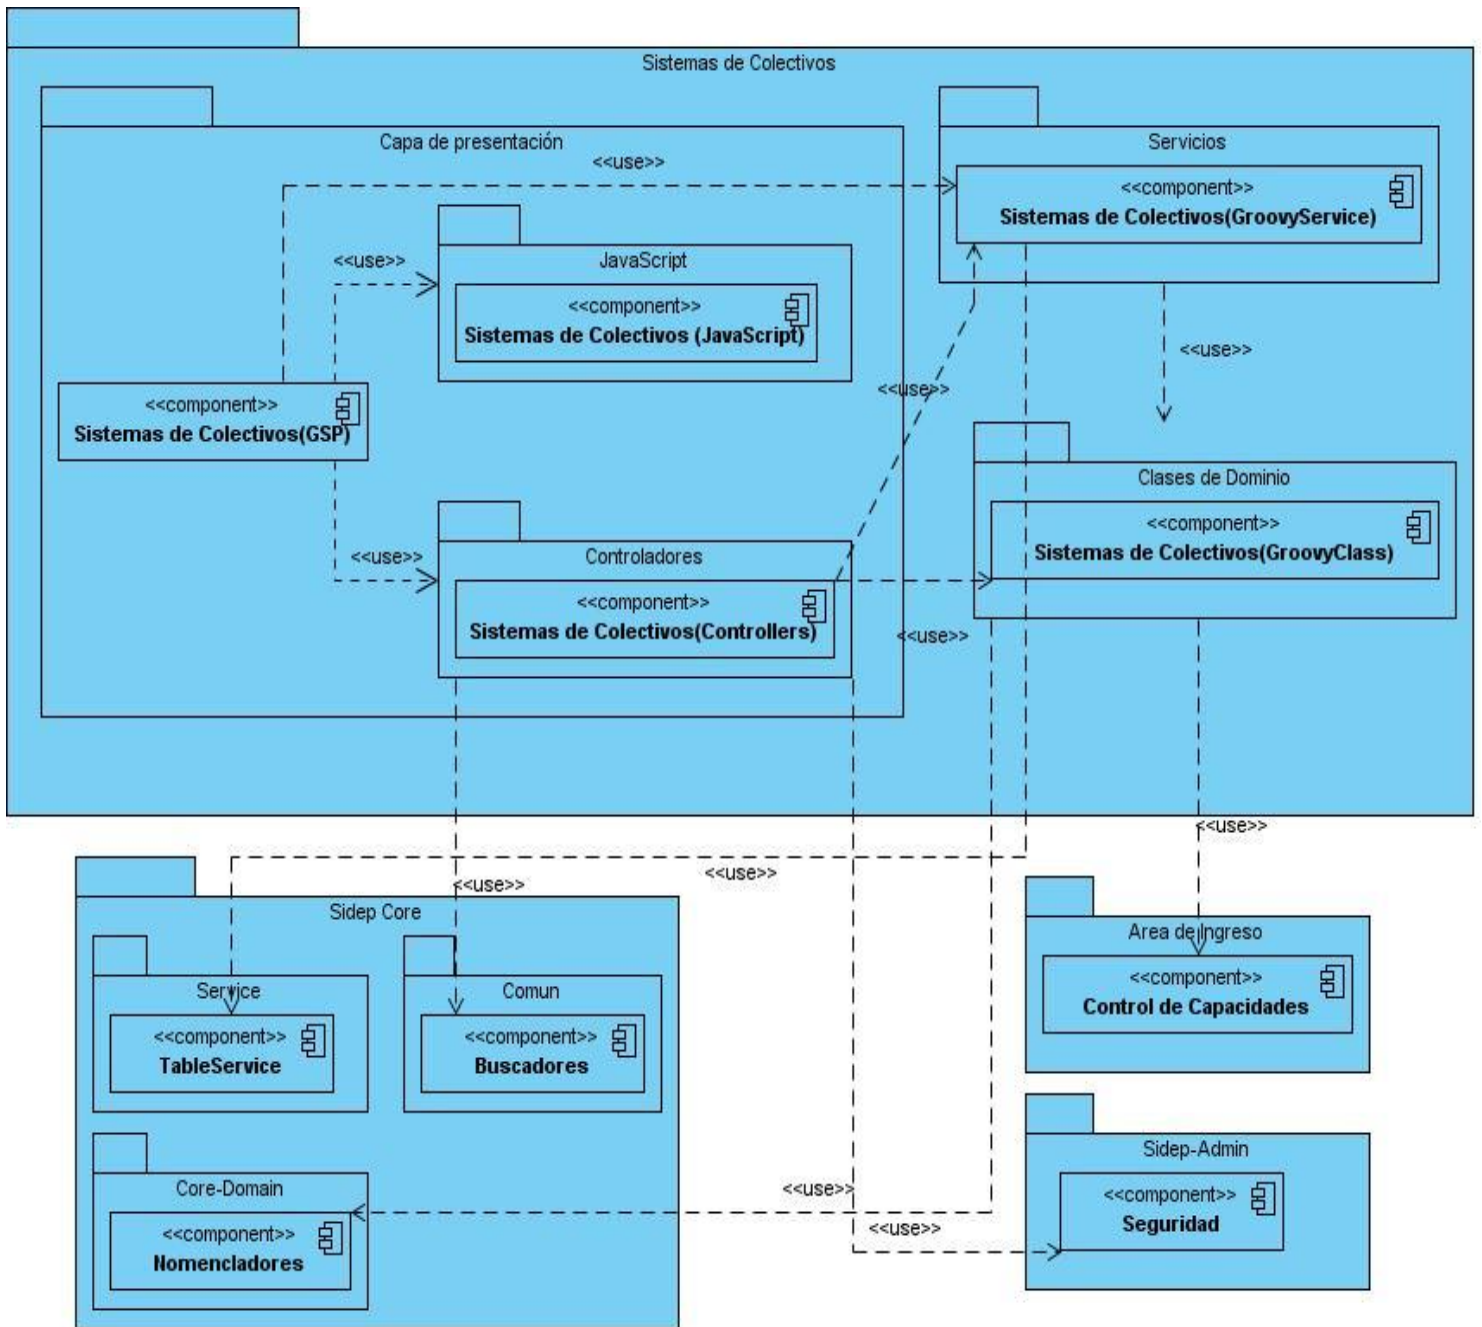 Sistemas de Colectivos
Capa de presentación
<<use>>
Servicios
<<component>>
Sistemas de Colectivos(GroovyService)
<<use>>
JavaScript
<<component>>
Sistemas de Colectivos (JavaScript)
<<use>>
<<use>>
<<component>>
Sistemas de Colectivos(GSP)
Clases de Dominio
<<component>>
Sistemas de Colectivos(GroovyClass)
<<use>>
Controladores
<<component>>
Sistemas de Colectivos(Controllers)
<<use>>
<<use>>
<<use>>
<<use>>
Sidep Core
Area de Ingreso
Service
<<component>>
TableService
Comun
<<component>>
Buscadores
<<component>>
Control de Capacidades
Sidep-Admin
Core-Domain
<<use>>
<<component>>
Seguridad
<<use>>
<<component>>
Nomencladores